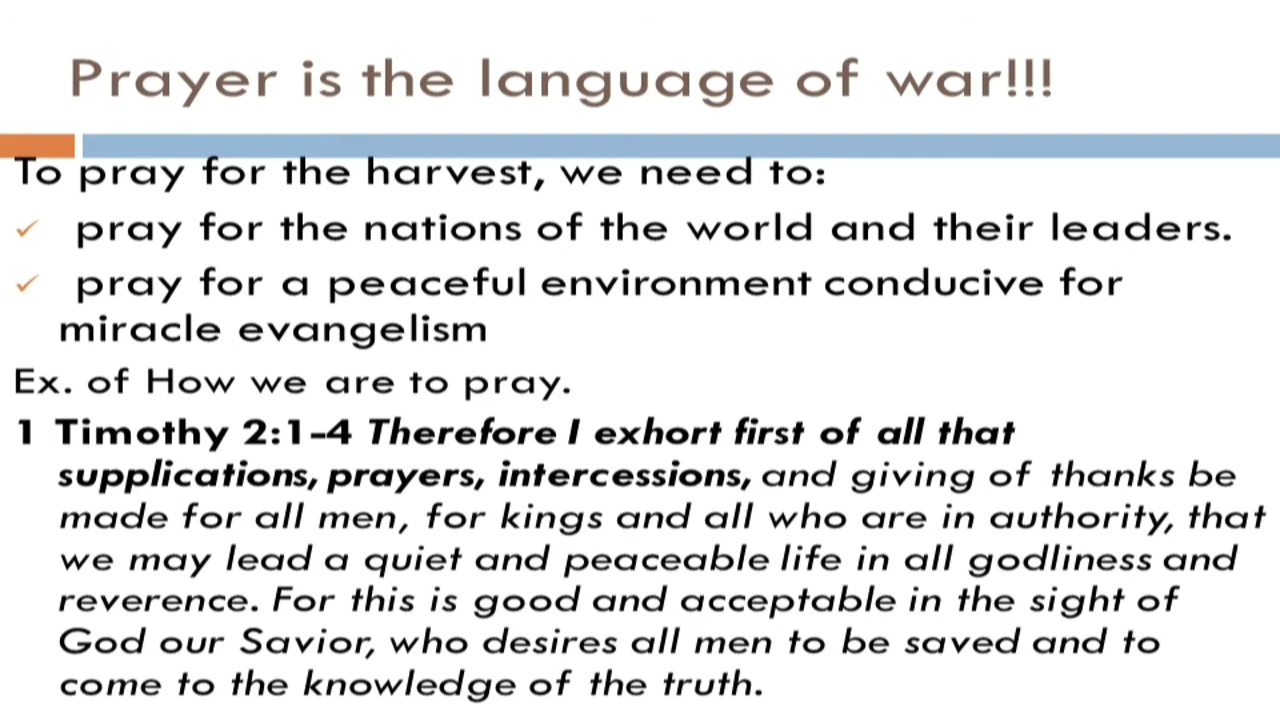 Prayer is the language of war!!!
To pray for the harvest, we need to:
✓ pray for the nations of the world and their leaders.
✓ pray for a peaceful environment conducive for
miracle evangelism
Ex. of How we are to pray.
1 Timothy 2:1-4 Therefore I exhort first of all that
supplications, prayers, intercessions, and giving of thanks be
made for all men, for kings and all who are in authority, that
we may lead a quiet and peaceable life in all godliness and
reverence. For this is good and acceptable in the sight of
God our Savior, who desires all men to be saved and to
come to the knowledge of the truth.